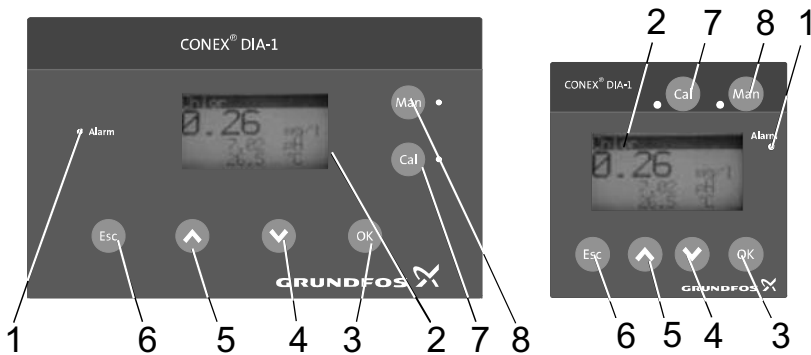 CONEX® DIA-1
Alarm
0.26 mg/l
Man
Cal
Esc
OK
GRUNDFOS
1
6
5
4
3
2
7
8
2
7
8
1
CONEX® DIA-1
Cal
Man
Alarm
0.26
Esc
OK
GRUNDFOS
6
5
4
3